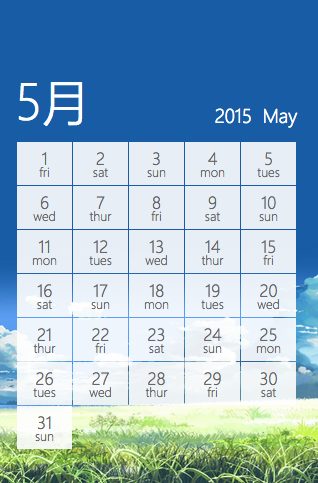 5月
2015 May
1 2 3 4 5
fri sat sun mon tues
6 7 8 9 10
wed thur fri sat sun
11 12 13 14 15
mon tues wed thur fri
16 17 18 19 20
sat sun mon tues wed
21 22 23 24 25
thur fri sat sun mon
26 27 28 29 30
tues wed thur fri sat
31
sun